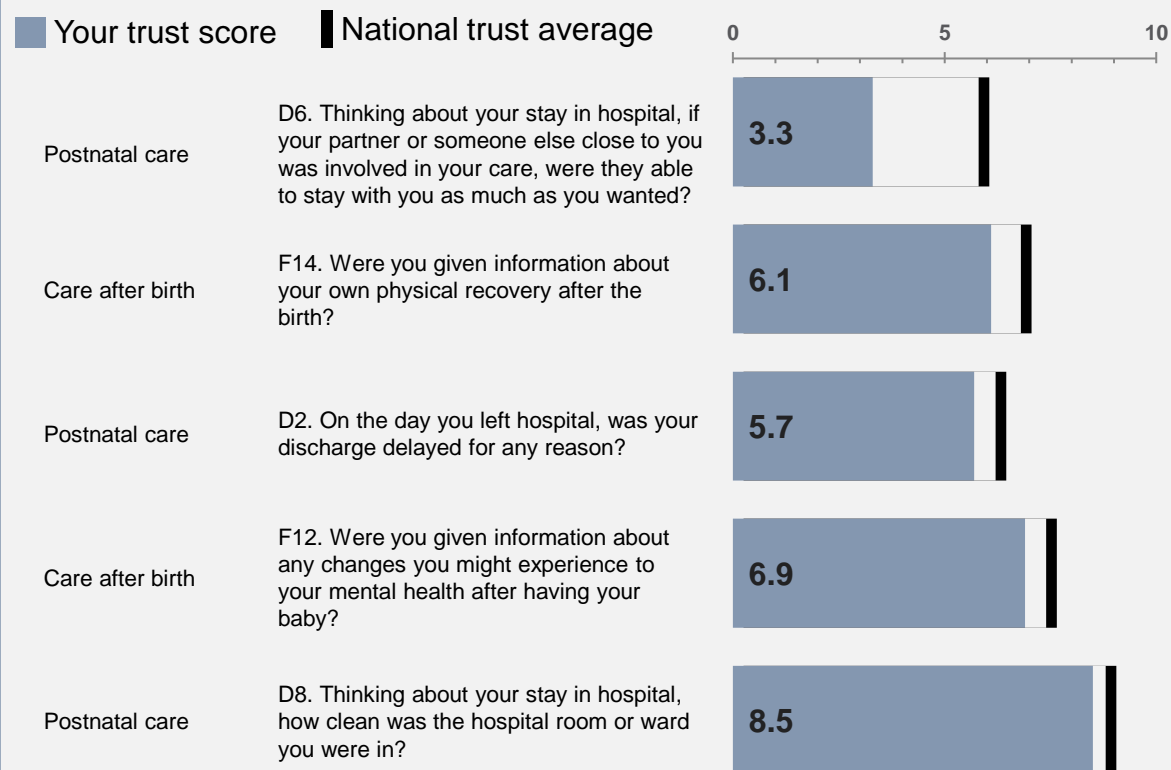 Your trust score
National trust average
0 5 10
Postnatal care
D6. Thinking about your stay in hospital, if
your partner or someone else close to you
was involved in your care, were they able
to stay with you as much as you wanted?
3.3
Care after birth
F14. Were you given information about
your own physical recovery after the
birth?
6.1
Postnatal care
D2. On the day you left hospital, was your
discharge delayed for any reason?
5.7
Care after birth
F12. Were you given information about
any changes you might experience to
your mental health after having your
baby?
6.9
Postnatal care
D8. Thinking about your stay in hospital,
how clean was the hospital room or ward
you were in?
8.5